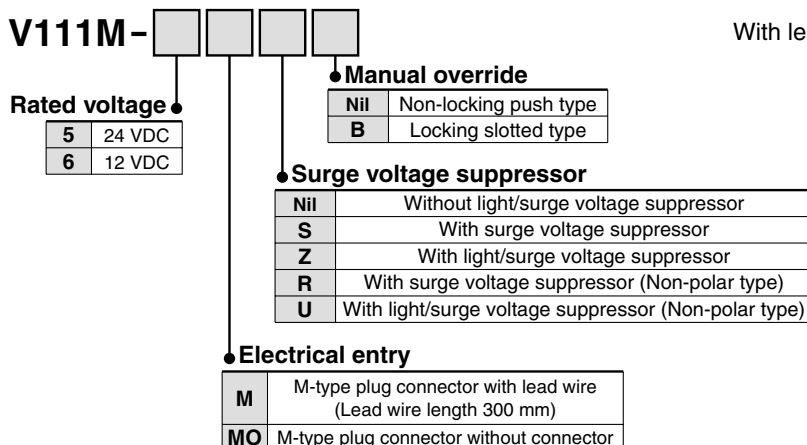 V111M-
With le
Manual override
Nil Non-locking push type
B Locking slotted type
Rated voltage
5 24 VDC
6 12 VDC
Surge voltage suppressor
Nil Without light/surge voltage suppressor
S With surge voltage suppressor
Z With light/surge voltage suppressor
R With surge voltage suppressor (Non-polar type)
U With light/surge voltage suppressor (Non-polar type)
Electrical entry
M M-type plug connector with lead wire
(Lead wire length 300 mm)
MO M-type plug connector without connector